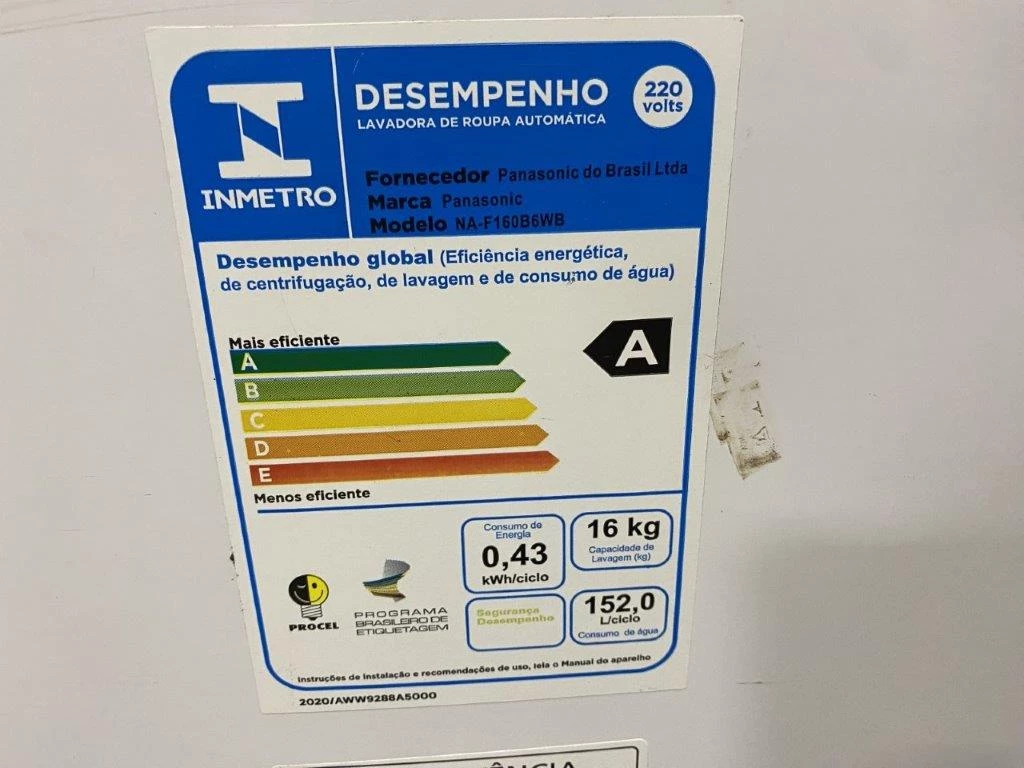 INMETRO
DESEMPENHO
LAVADORA DE ROUPA AUTOMÁTICA
220
volts
Fornecedor Panasonic do Brasil Ltda
Marca Panasonic
Modelo NA-F160B6WB
Desempenho global (Eficiência energética,
de centrifugação, de lavagem e de consumo de água)
Mais eficiente
A
A
B
C
D
E
Menos eficiente
PROCEL
PROGRAMA
BRASILEIRO DE
ETIQUETAGEM
Consumo de
Energia
0,43
kWh/ciclo
16 kg
Capacidade de
Lavagem (kg)
Segurança
Desempenho
152,0
L/ciclo
Consumo de água
Instruções de instalação e recomendações de uso, leia o Manual do aparelho
2020/AWW9288A5000